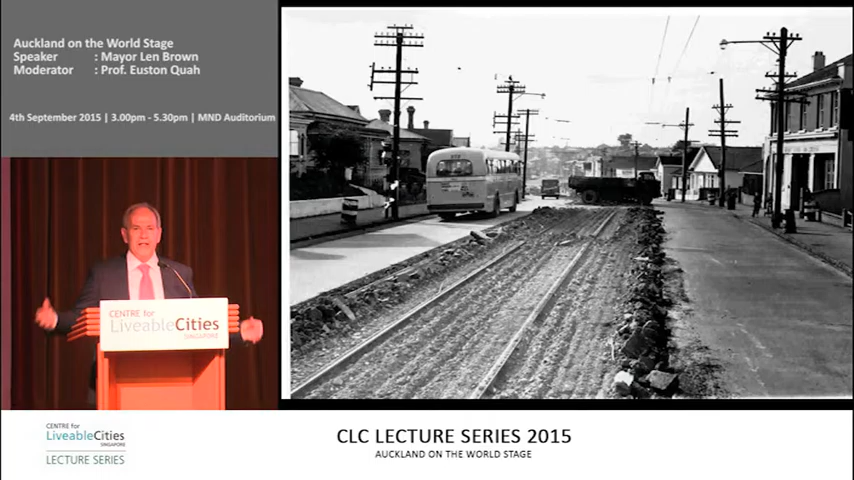 Auckland on the World Stage
Speaker : Mayor Len Brown
Moderator : Prof. Euston Quah
4th September 2015 | 3.00pm - 5.30pm | MND Auditorium
CENTRE for
LiveableCities
SINGAPORE
CENTRE for
LiveableCities
SINGAPORE
LECTURE SERIES
CLC LECTURE SERIES 2015
AUCKLAND ON THE WORLD STAGE